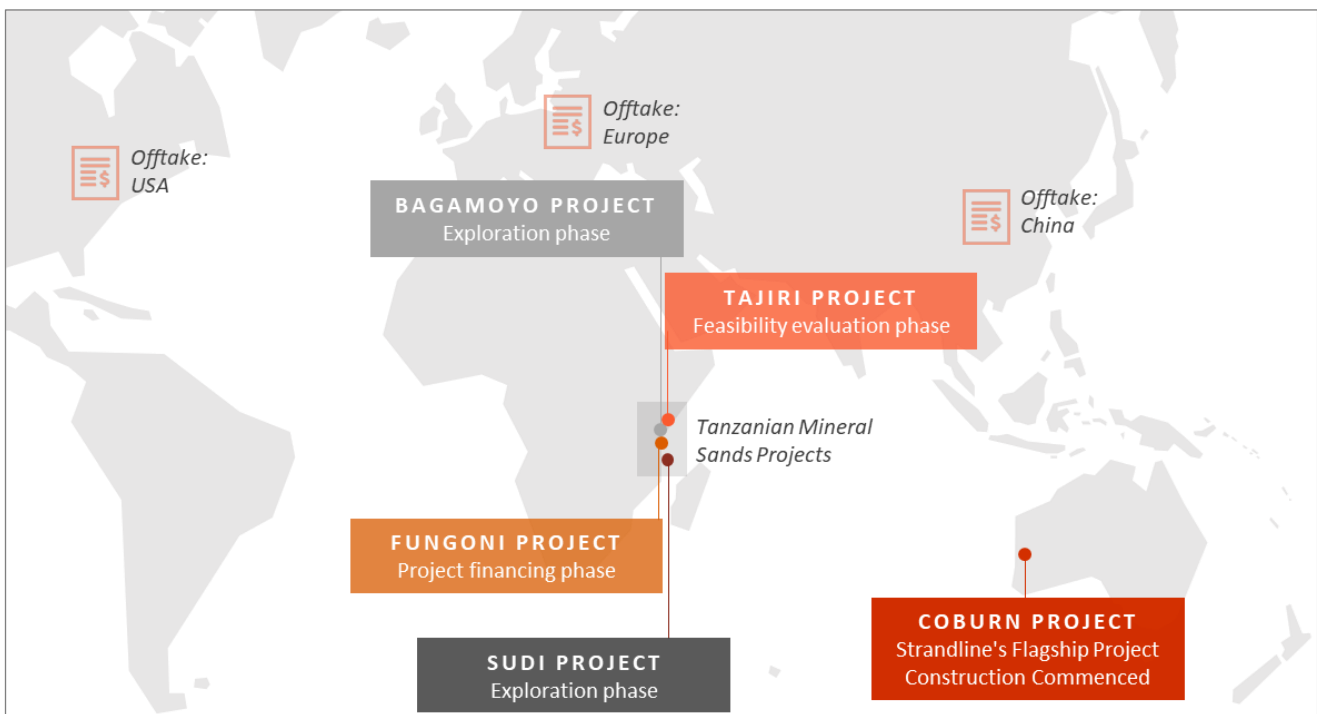 Offtake:
Europe
Offtake:
USA
BAGAMOYO PROJECT
Exploration phase
Offtake:
China
TAJIRI PROJECT
Feasibility evaluation phase
Tanzanian Mineral
Sands Projects
FUNGONI PROJECT
Project financing phase
COBURN PROJECT
Strandline's Flagship Project
Construction Commenced
SUDI PROJECT
Exploration phase